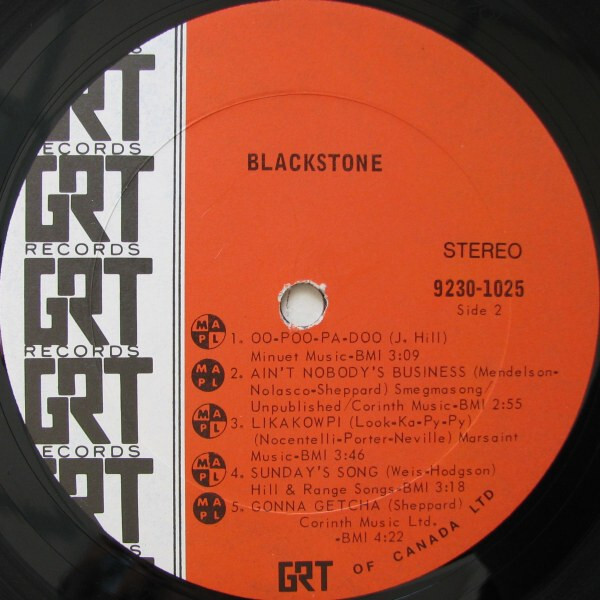 RT
RECORDS
GRT
RECORDS
GRT
RECORDS
GRT
RECORDS
GRT
BLACKSTONE
STEREO
9230-1025
Side 2
MAPL 1. OO-POO-PA-DOO (J. Hill)
Minuet Music-BMI 3:09
MAPL 2. AIN'T NOBODY'S BUSINESS (Mendelson-
Nolasco-Sheppard) Smegmasong/
Unpublished/Corinth Music-BMI 2:55
MAPL 3. LIKAKOWPI (Look-Ka-Py-Py)
(Nocentelli-Porter-Neville) Marsaint
Music-BMI 3:46
MAPL 4. SUNDAY'S SONG (Weis-Hodgson)
Hill & Range Songs-BMI 3:18
MAPL 5. GONNA GETCHA (Sheppard)
Corinth Music Ltd.
-BMI 4:22
GRT OF CANADA LTD